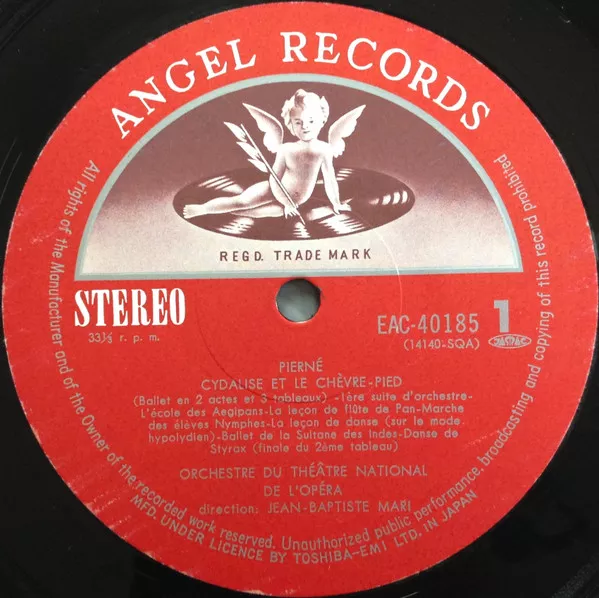 ANGEL RECORDS
REGD. TRADE MARK
STEREO
33⅓ r. p. m.
EAC-40185 1
(14140-SQA) JASRAC
PIERNÉ
CYDALISE ET LE CHÈVRE-PIED
(Ballet en 2 actes et 3 tableaux) -1ére suite d'orchestre-
L'école des Aegipans-La leçon de flûte de Pan-Marche
des élèves Nymphes-La leçon de danse (sur le mode
hypolydien)-Ballet de la Sultane des Indes-Danse de
Styrax (finale du 2ème tableau)
ORCHESTRE DU THÉÂTRE NATIONAL
DE L'OPÉRA
direction: JEAN-BAPTISTE MARI
All rights of the Manufacturer and of the Owner of the recorded work reserved. Unauthorized public performance, broadcasting and copying of this record prohibited
MFD. UNDER LICENCE BY TOSHIBA-EMI LTD. IN JAPAN